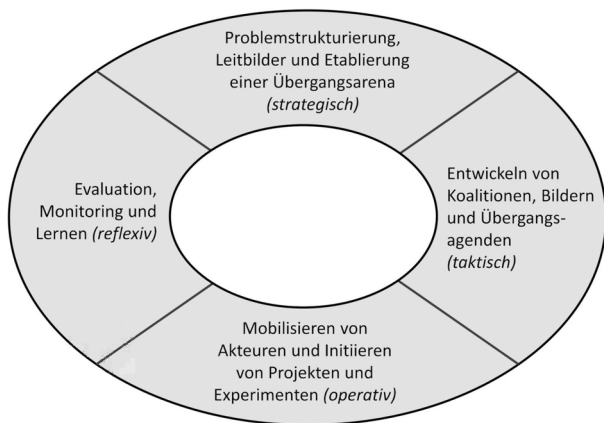 Problemstrukturierung,
Leitbilder und Etablierung
einer Übergangsarena
(strategisch)
Entwickeln von
Koalitionen, Bildern
und Übergangs-
agenden
(taktisch)
Mobilisieren von
Akteuren und Initiieren
von Projekten und
Experimenten (operativ)
Evaluation,
Monitoring und
Lernen (reflexiv)